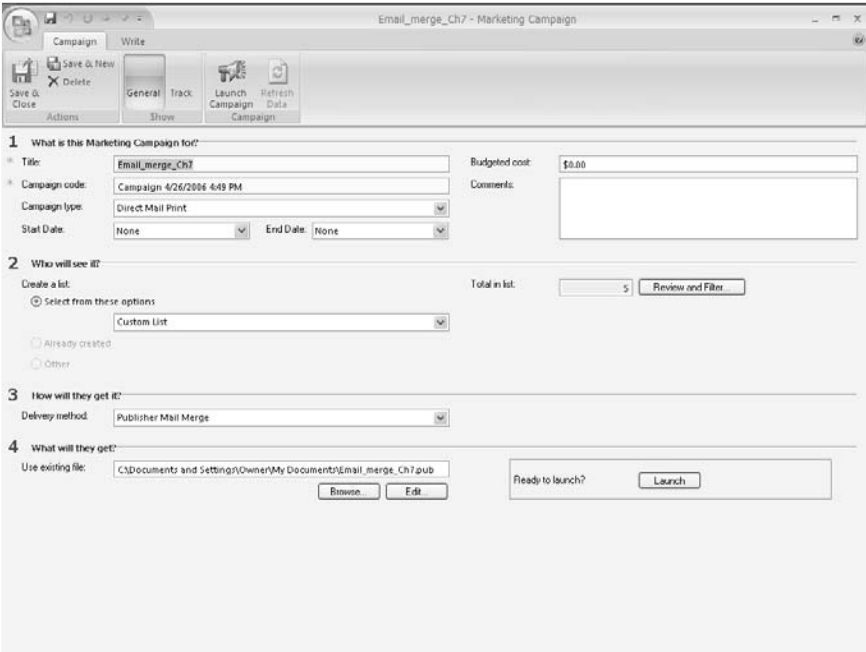 Email_merge_Ch7 - Marketing Campaign
Campaign Write
Save & Close
Save & New
Delete
Actions
General Track
Show
Launch Campaign
Refresh Data
Campaign
1 What is this Marketing Campaign for?
* Title: Email_merge_Ch7
Budgeted cost: $0.00
* Campaign code: Campaign 4/26/2006 4:49 PM
Comments:
Campaign type: Direct Mail Print
Start Date: None End Date: None
2 Who will see it?
Create a list:
Total in list: 5 Review and Filter...
Select from these options
Custom List
Already created
Other
3 How will they get it?
Delivery method: Publisher Mail Merge
4 What will they get?
Use existing file: C:\Documents and Settings\Owner\My Documents\Email_merge_Ch7.pub
Ready to launch? Launch
Browse... Edit...